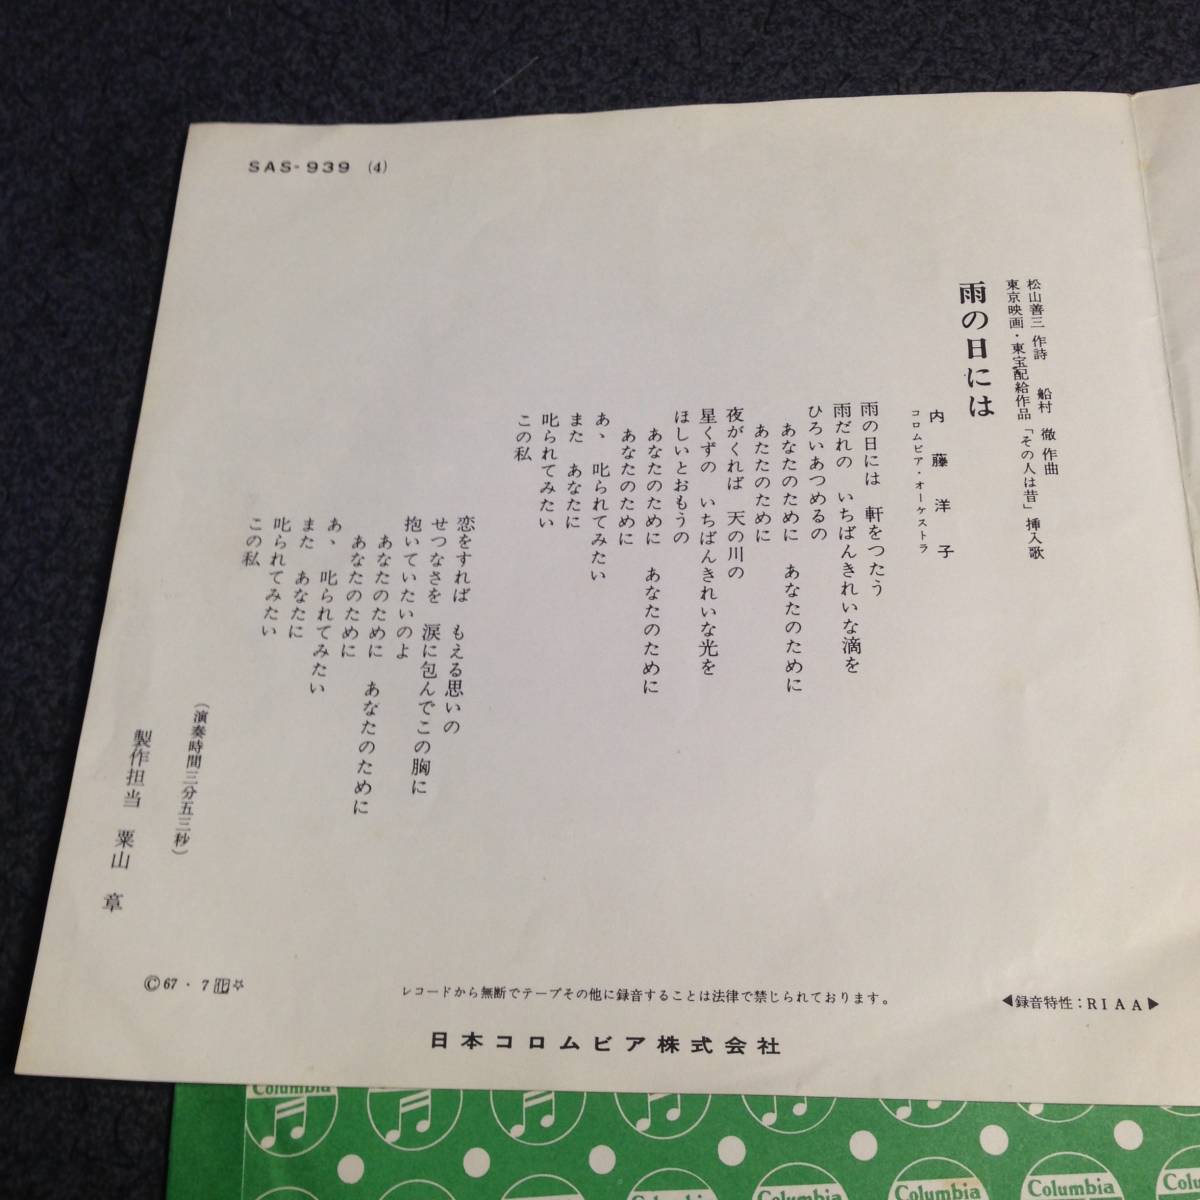 SAS-939 (4)
松山善三 作詩 船村 徹 作曲
東京映画・東宝配給作品「その人は昔」挿入歌
雨の日には
内藤洋子
コロムビア・オーケストラ
雨の日には 軒をつたう
雨だれの いちばんきれいな滴を
ひろいあつめるの
あなたのために あなたのために
あたたのために
夜がくれば 天の川の
星くずの いちばんきれいな光を
ほしいとおもうの
あなたのために あなたのために
あなたのために
あゝ 叱られてみたい
また あなたに
叱られてみたい
この私
恋をすれば もえる思いの
せつなさを 涙に包んでこの胸に
抱いていたいのよ
あなたのために あなたのために
あなたのために
あゝ 叱られてみたい
また あなたに
叱られてみたい
この私
(演奏時間三分五三秒)
製作担当 粟山 章
Ⓒ67・7
レコードから無断でテープその他に録音することは法律で禁じられております。
◀録音特性:RIAA▶
日本コロムビア株式会社
Columbia
Columbia
Columbia
Columbia
Columbia
Columbia